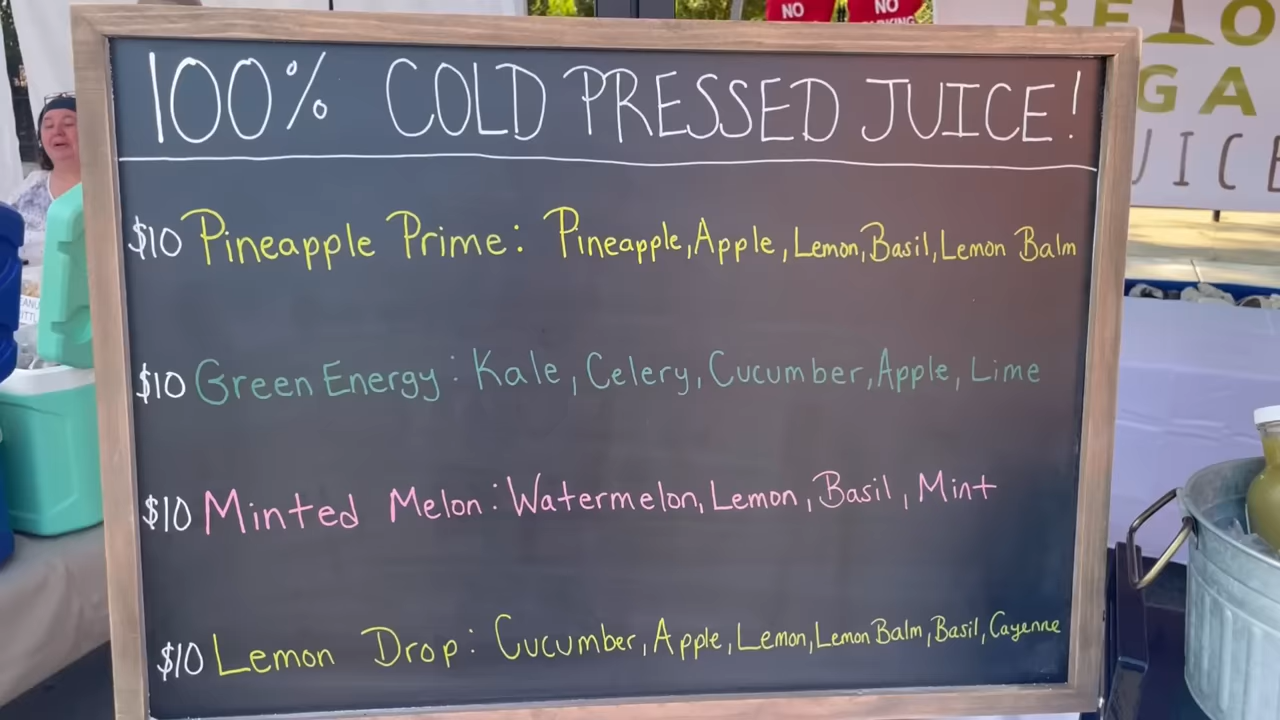 100% COLD PRESSED JUICE!
$10 Pineapple Prime: Pineapple, Apple, Lemon, Basil, Lemon Balm
$10 Green Energy: Kale, Celery, Cucumber, Apple, Lime
$10 Minted Melon: Watermelon, Lemon, Basil, Mint
$10 Lemon Drop: Cucumber, Apple, Lemon, Lemon Balm, Basil, Cayenne
NO
NO PARKING